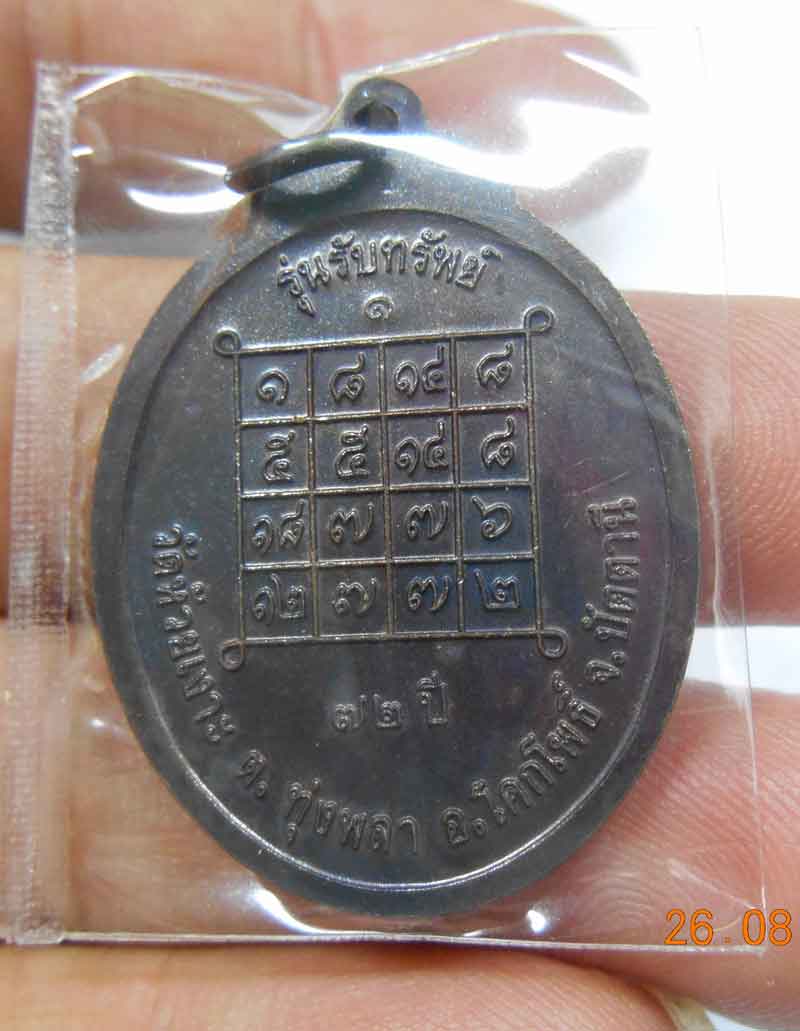 รุ่นรับทรัพย์
๑
๑ ๘ ๑๔ ๘
๕ ๕ ๑๔ ๘
๑๘ ๗ ๗ ๖
๑๒ ๗ ๗ ๒
๗๒ ปี
วัดห้วยเงาะ ต. ทุ่งพลา อ.โคกโพธิ์ จ.ปัตตานี
26.08